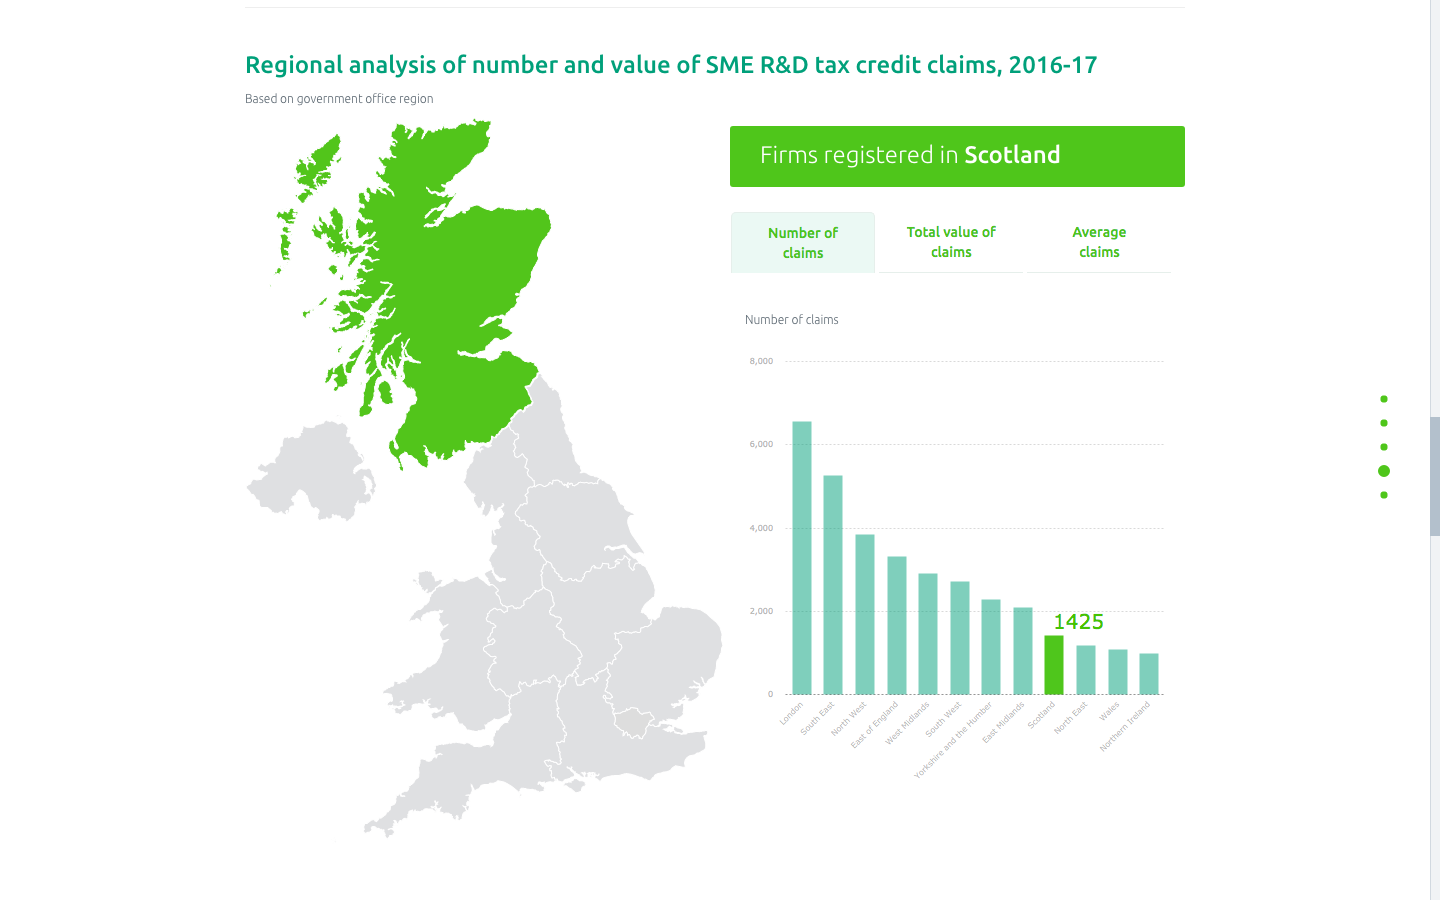 Regional analysis of number and value of SME R&D tax credit claims, 2016-17
Based on government office region
Firms registered in Scotland
Number of
claims
Total value of
claims
Average
claims
Number of claims
8,000
6,000
4,000
2,000
0
1425
London
South East
North West
East of England
West Midlands
South West
Yorkshire and the Humber
East Midlands
Scotland
North East
Wales
Northern Ireland